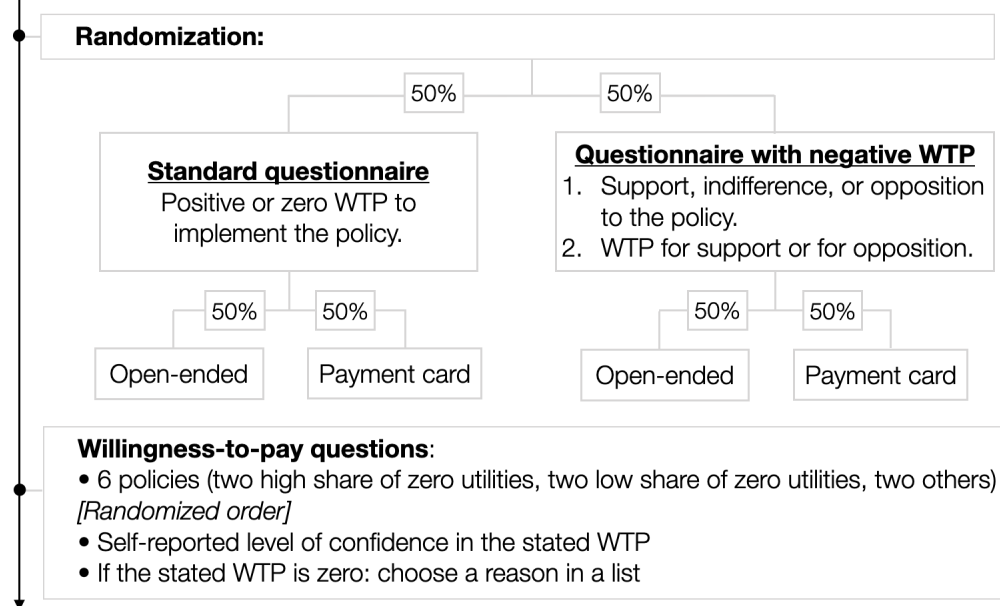 Randomization:
50%
50%
Standard questionnaire
Positive or zero WTP to
implement the policy.
Questionnaire with negative WTP
1. Support, indifference, or opposition
to the policy.
2. WTP for support or for opposition.
50%
50%
50%
50%
Open-ended
Payment card
Open-ended
Payment card
Willingness-to-pay questions:
• 6 policies (two high share of zero utilities, two low share of zero utilities, two others)
[Randomized order]
• Self-reported level of confidence in the stated WTP
• If the stated WTP is zero: choose a reason in a list